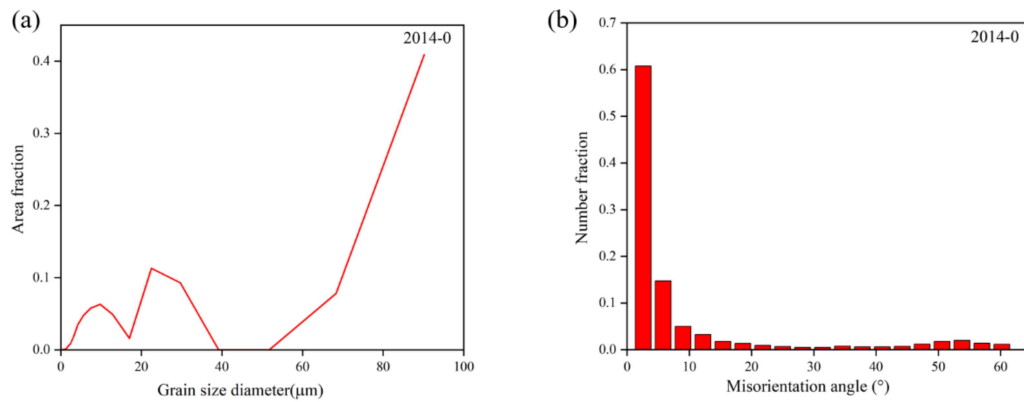 (a)
2014-0
0.4
0.3
0.2
0.1
0.0
0 20 40 60 80 100
Area fraction
Grain size diameter(μm)
(b)
2014-0
0.7
0.6
0.5
0.4
0.3
0.2
0.1
0.0
0 10 20 30 40 50 60
Number fraction
Misorientation angle (°)